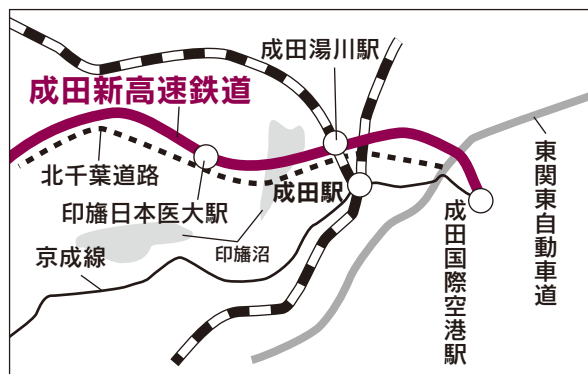 成田湯川駅
成田新高速鉄道
北千葉道路
成田駅
印旛日本医大駅
印旛沼
京成線
成田国際空港駅
東関東自動車道